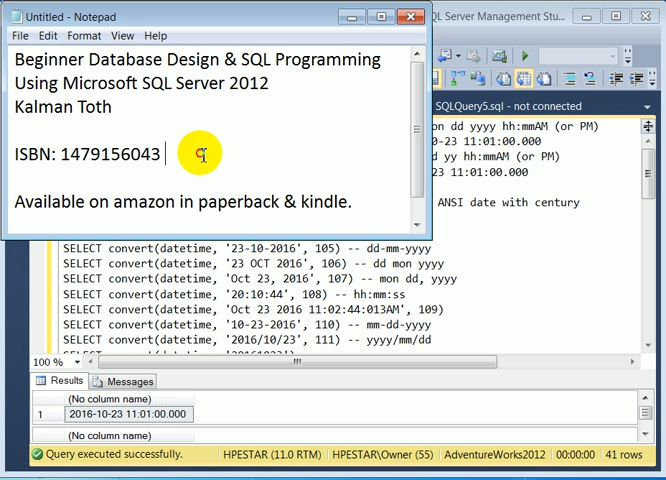 Untitled - Notepad
File Edit Format View Help
Beginner Database Design & SQL Programming
Using Microsoft SQL Server 2012
Kalman Toth
ISBN: 1479156043
Available on amazon in paperback & kindle.
QL Server Management Stu...
SQLQuery5.sql - not connected
on dd yyyy hh:mmAM (or PM)
-10-23 11:01:00.000
dd yy hh:mmAM (or PM)
23 11:01:00.000
ANSI date with century
SELECT convert(datetime, '23-10-2016', 105) -- dd-mm-yyyy
SELECT convert(datetime, '23 OCT 2016', 106) -- dd mon yyyy
SELECT convert(datetime, 'Oct 23, 2016', 107) -- mon dd, yyyy
SELECT convert(datetime, '20:10:44', 108) -- hh:mm:ss
SELECT convert(datetime, 'Oct 23 2016 11:02:44:013AM', 109)
SELECT convert(datetime, '10-23-2016', 110) -- mm-dd-yyyy
SELECT convert(datetime, '2016/10/23', 111) -- yyyy/mm/dd
SELECT convert(datetime, '20161023')
100 %
Results Messages
(No column name)
1 2016-10-23 11:01:00.000
(No column name)
Query executed successfully. HPESTAR (11.0 RTM) HPESTAR\Owner (55) AdventureWorks2012 00:00:00 41 rows